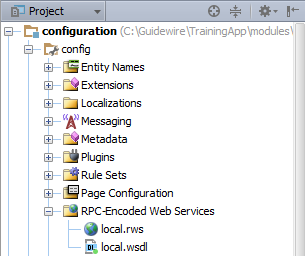 Project
configuration (C:\Guidewire\TrainingApp\modules\
config
Entity Names
Extensions
Localizations
Messaging
Metadata
Plugins
Rule Sets
Page Configuration
RPC-Encoded Web Services
local.rws
local.wsdl